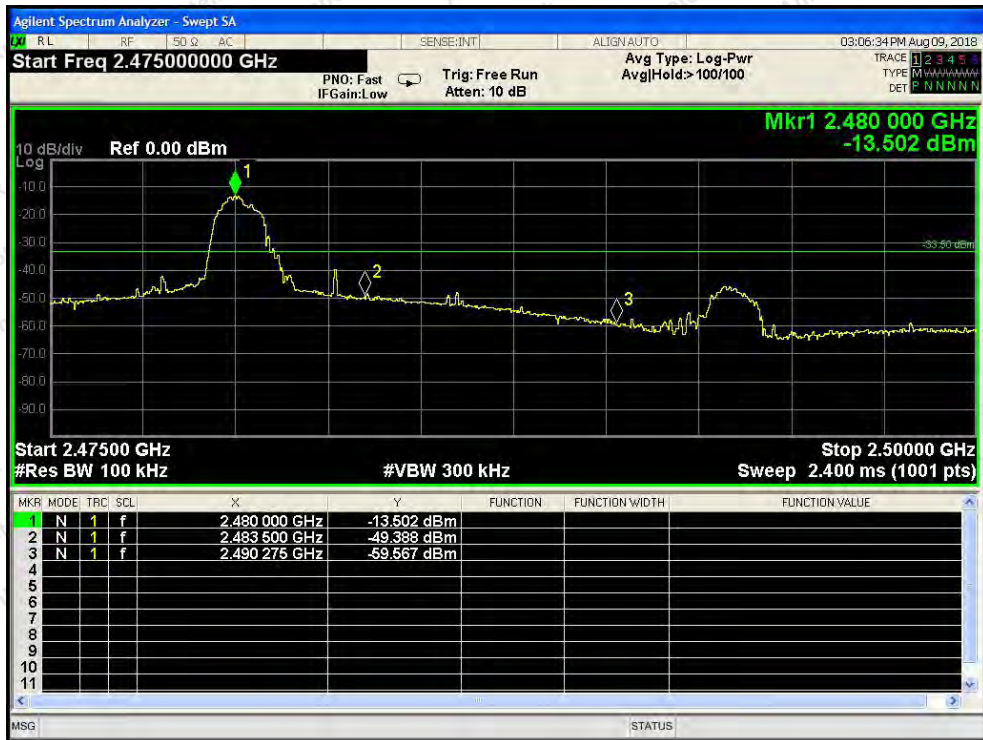 Agilent Spectrum Analyzer - Swept SA
LXI RL RF 50 Ω AC SENSE:INT ALIGNAUTO 03:06:34 PM Aug 09, 2018
Start Freq 2.475000000 GHz
PNO: Fast
IFGain:Low
Trig: Free Run
Atten: 10 dB
Avg Type: Log-Pwr
Avg|Hold:> 100/100
TRACE 1 2 3 4 5 6
TYPE M
DET P N N N N N
Mkr1 2.480 000 GHz
-13.502 dBm
10 dB/div Ref 0.00 dBm
Log
1
-10.0
-20.0
-30.0
-33.50 dBm
-40.0
2
-50.0
3
-60.0
-70.0
-80.0
-90.0
Start 2.47500 GHz Stop 2.50000 GHz
#Res BW 100 kHz #VBW 300 kHz Sweep 2.400 ms (1001 pts)
MKR MODE TRC SCL X Y FUNCTION FUNCTION WIDTH FUNCTION VALUE
1 N 1 f 2.480 000 GHz -13.502 dBm
2 N 1 f 2.483 500 GHz -49.388 dBm
3 N 1 f 2.490 275 GHz -59.567 dBm
4
5
6
7
8
9
10
11
MSG STATUS